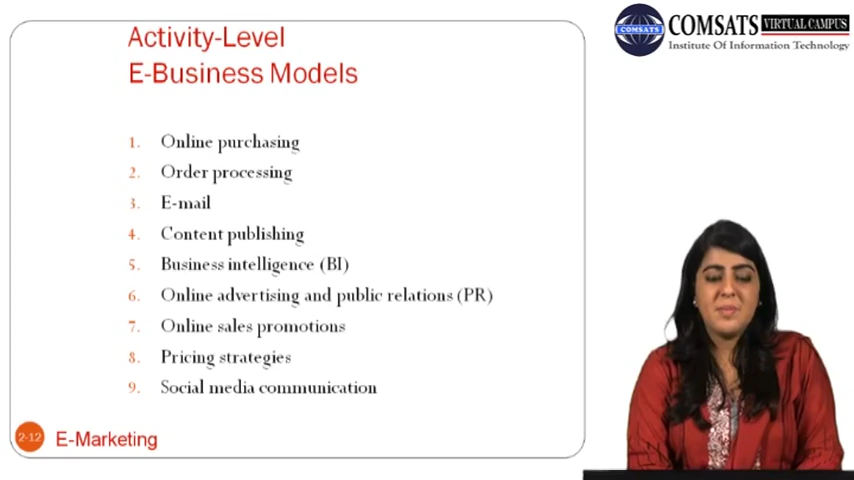 Activity-Level
E-Business Models
1. Online purchasing
2. Order processing
3. E-mail
4. Content publishing
5. Business intelligence (BI)
6. Online advertising and public relations (PR)
7. Online sales promotions
8. Pricing strategies
9. Social media communication
2-12 E-Marketing
COMSATS
COMSATS VIRTUAL CAMPUS
Institute Of Information Technology